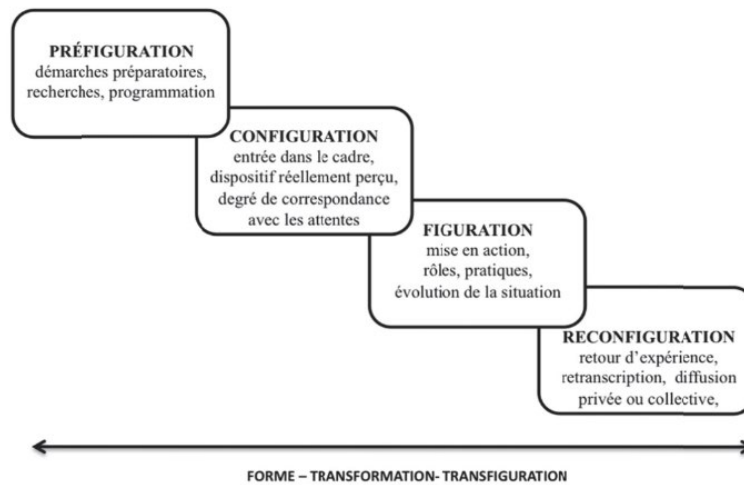 PRÉFIGURATION
démarches préparatoires,
recherches, programmation
CONFIGURATION
entrée dans le cadre,
dispositif réellement perçu,
degré de correspondance
avec les attentes
FIGURATION
mise en action,
rôles, pratiques,
évolution de la situation
RECONFIGURATION
retour d’expérience,
retranscription, diffusion
privée ou collective,
FORME – TRANSFORMATION- TRANSFIGURATION